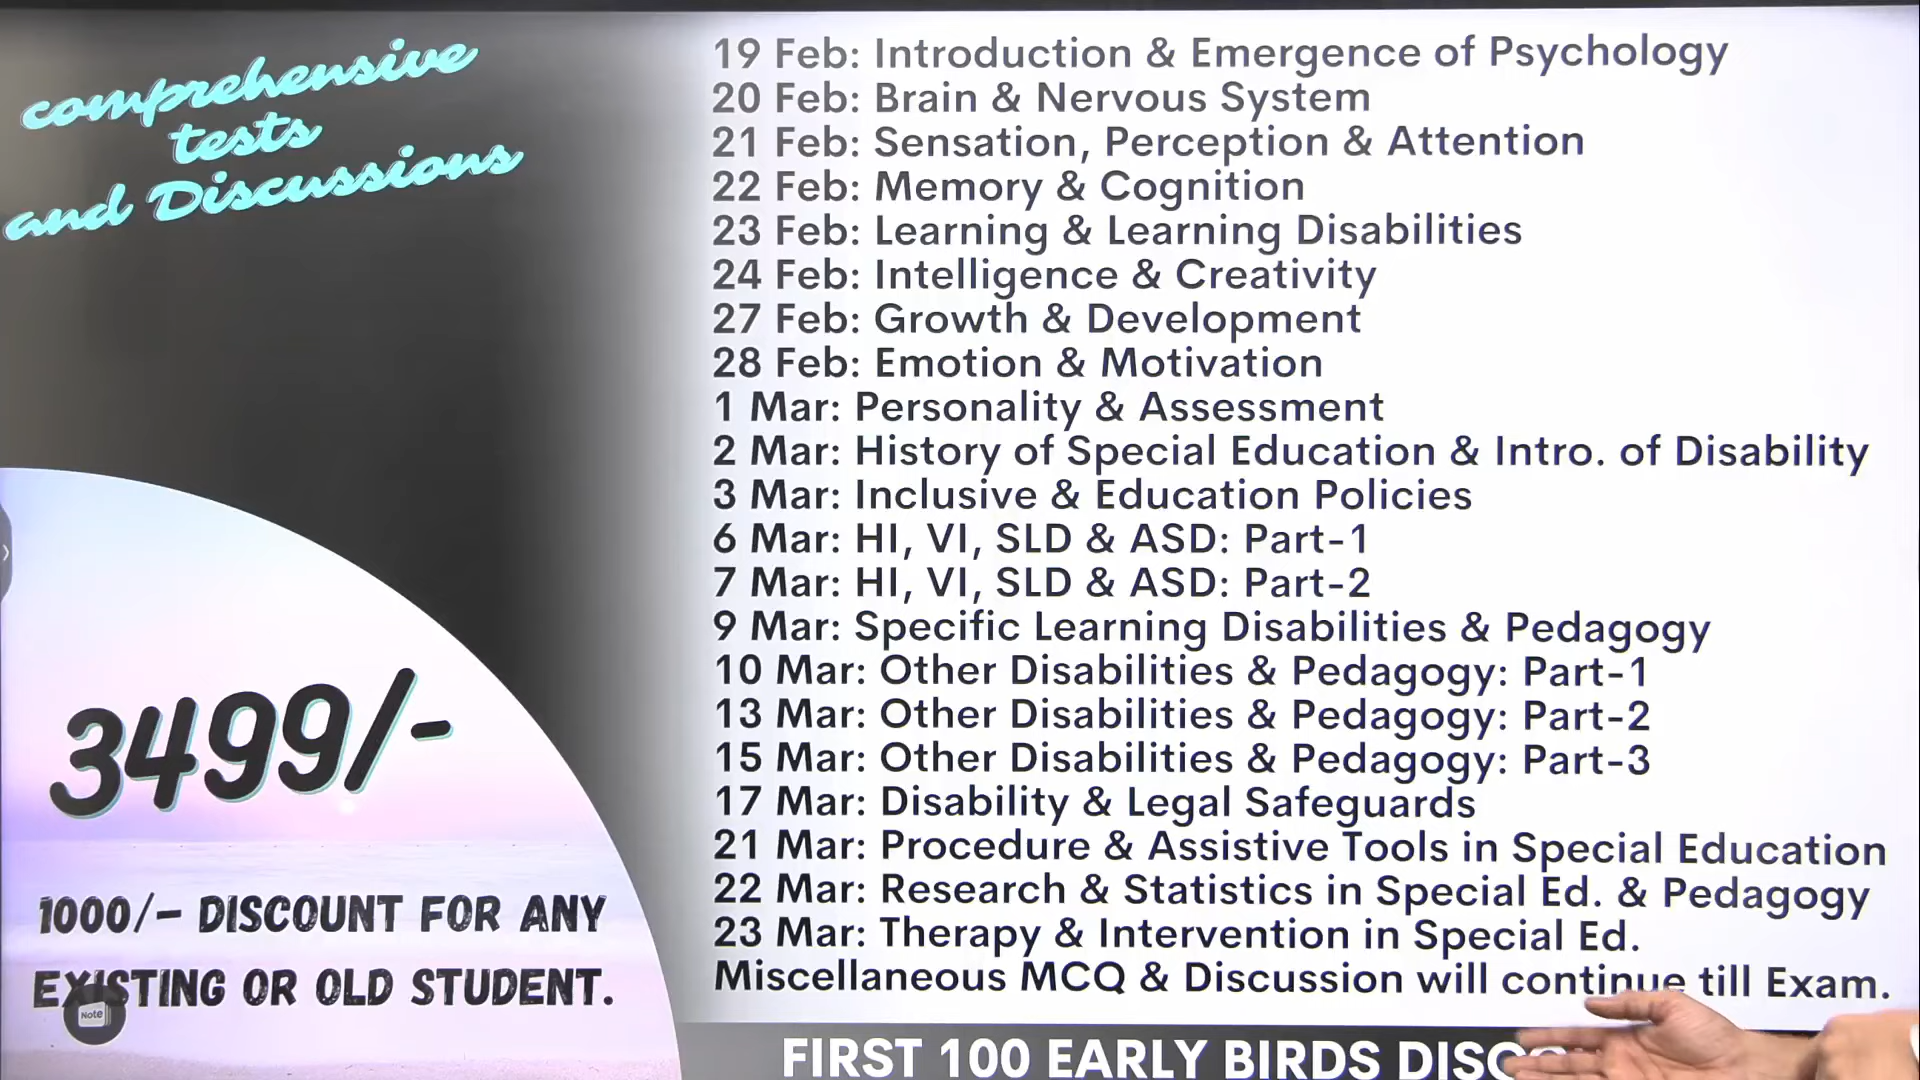 comprehensive
tests
and Discussions
19 Feb: Introduction & Emergence of Psychology
20 Feb: Brain & Nervous System
21 Feb: Sensation, Perception & Attention
22 Feb: Memory & Cognition
23 Feb: Learning & Learning Disabilities
24 Feb: Intelligence & Creativity
27 Feb: Growth & Development
28 Feb: Emotion & Motivation
1 Mar: Personality & Assessment
2 Mar: History of Special Education & Intro. of Disability
3 Mar: Inclusive & Education Policies
6 Mar: HI, VI, SLD & ASD: Part-1
7 Mar: HI, VI, SLD & ASD: Part-2
9 Mar: Specific Learning Disabilities & Pedagogy
10 Mar: Other Disabilities & Pedagogy: Part-1
13 Mar: Other Disabilities & Pedagogy: Part-2
15 Mar: Other Disabilities & Pedagogy: Part-3
17 Mar: Disability & Legal Safeguards
21 Mar: Procedure & Assistive Tools in Special Education
22 Mar: Research & Statistics in Special Ed. & Pedagogy
23 Mar: Therapy & Intervention in Special Ed.
Miscellaneous MCQ & Discussion will continue till Exam.
3499/-
1000/- DISCOUNT FOR ANY
EXISTING OR OLD STUDENT.
Note
FIRST 100 EARLY BIRDS